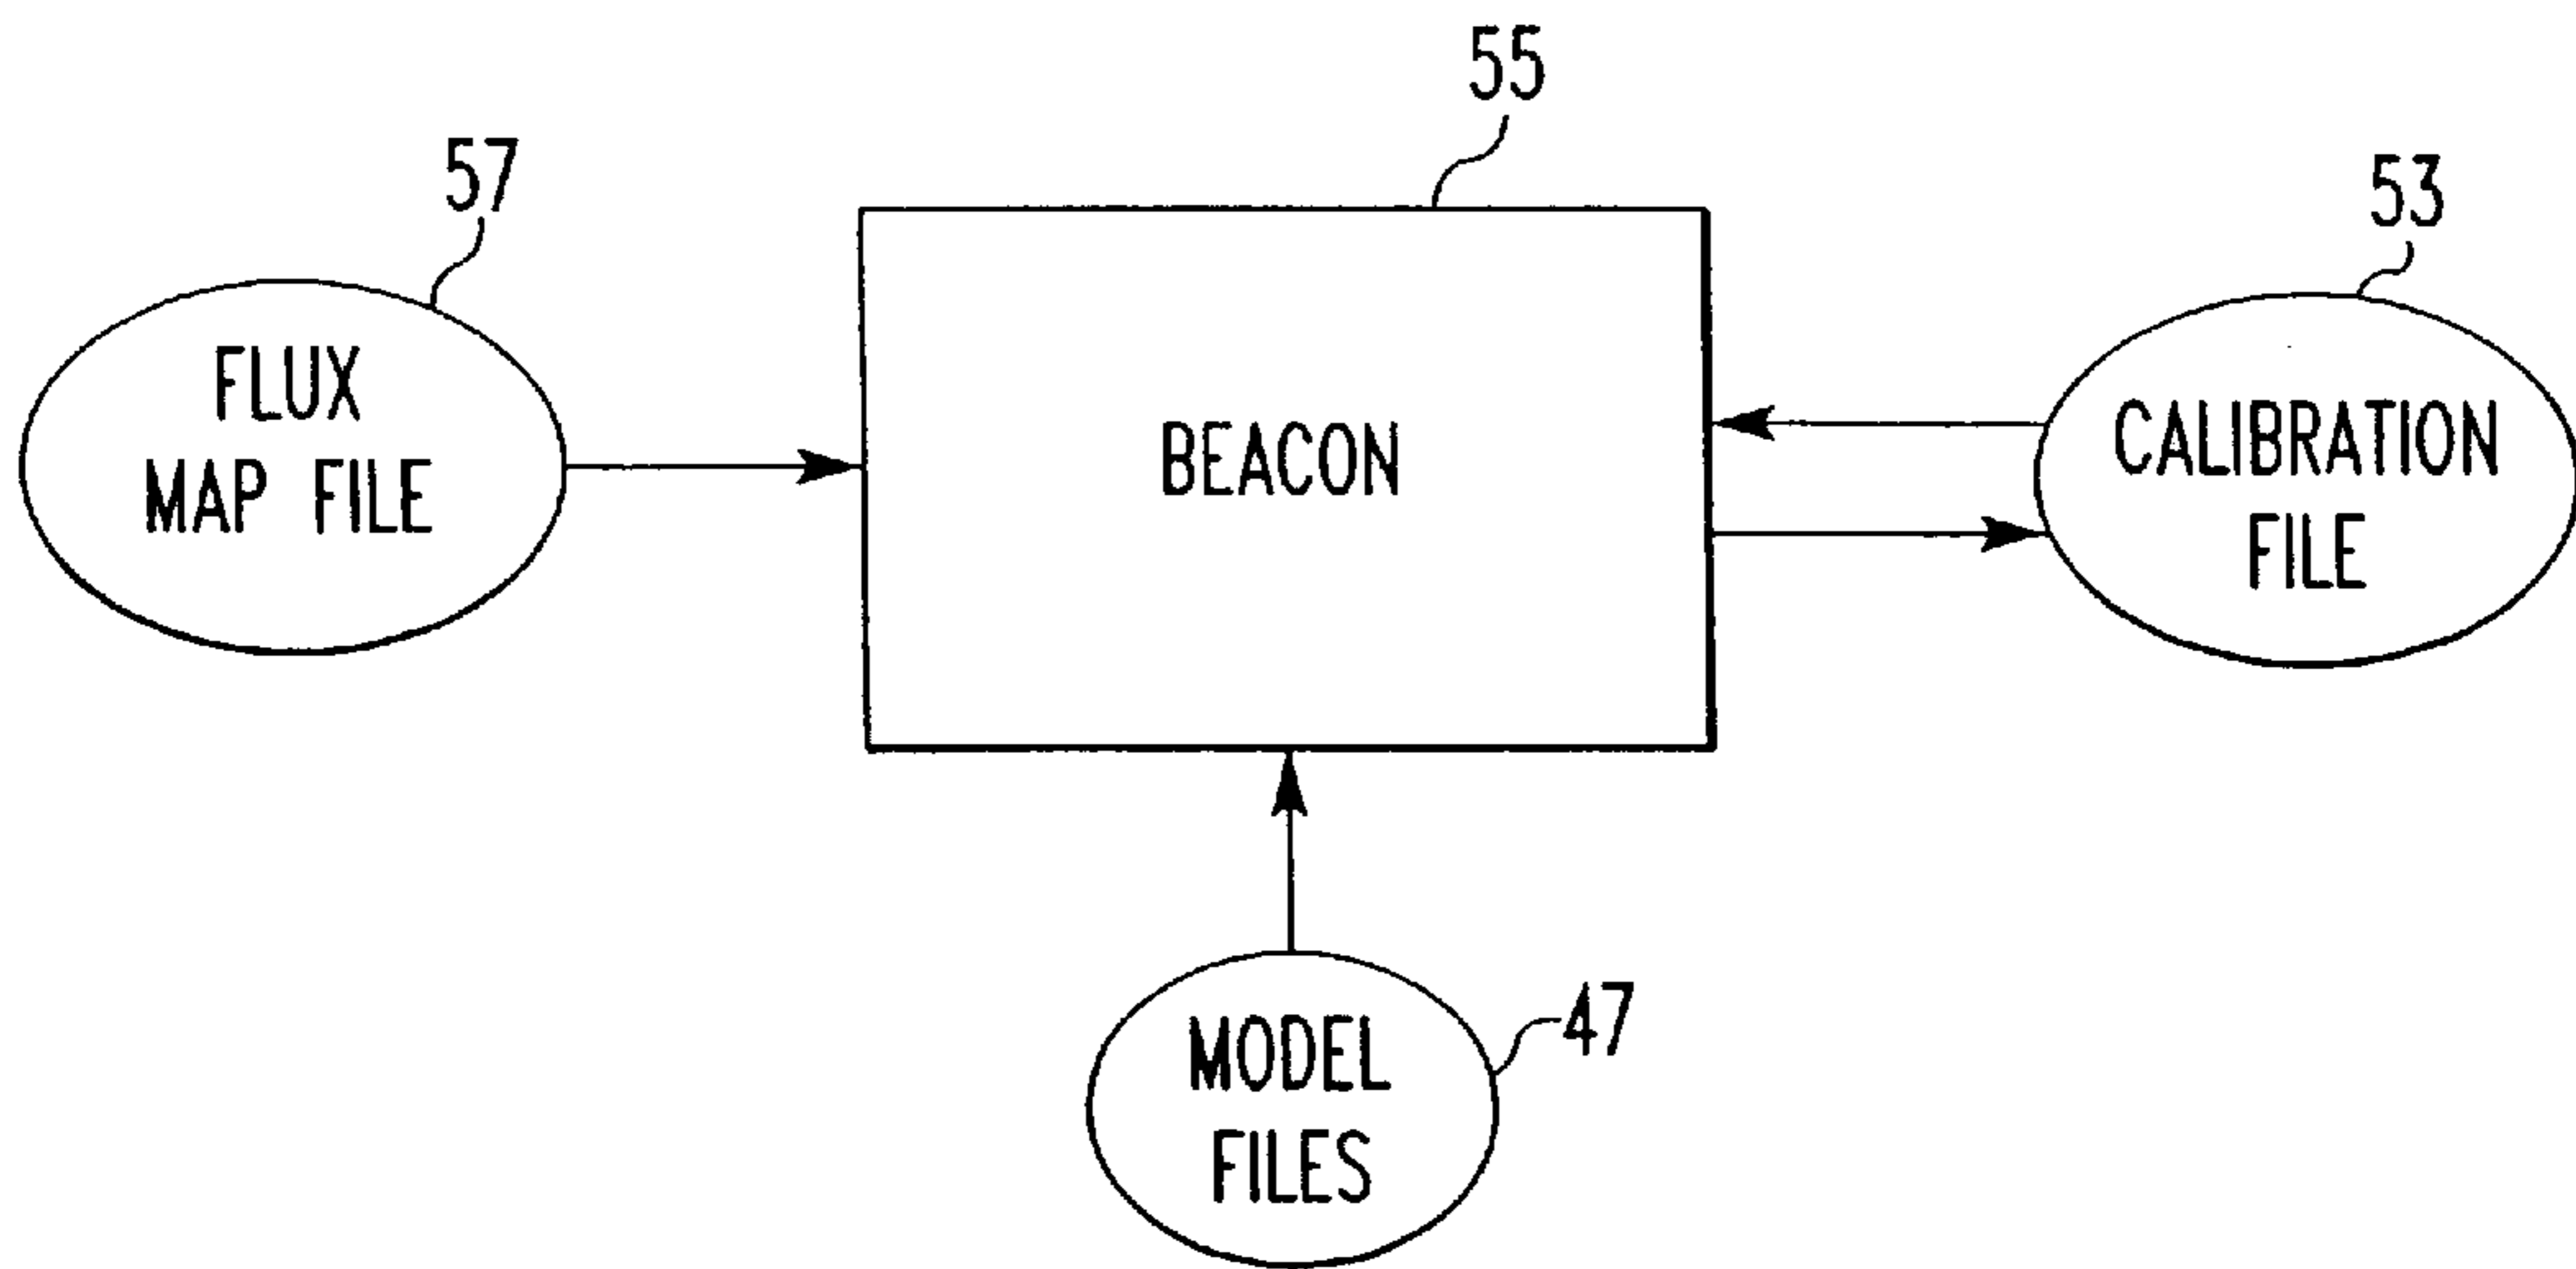 55
57
53
FLUX
MAP FILE
BEACON
CALIBRATION
FILE
MODEL
FILES
47